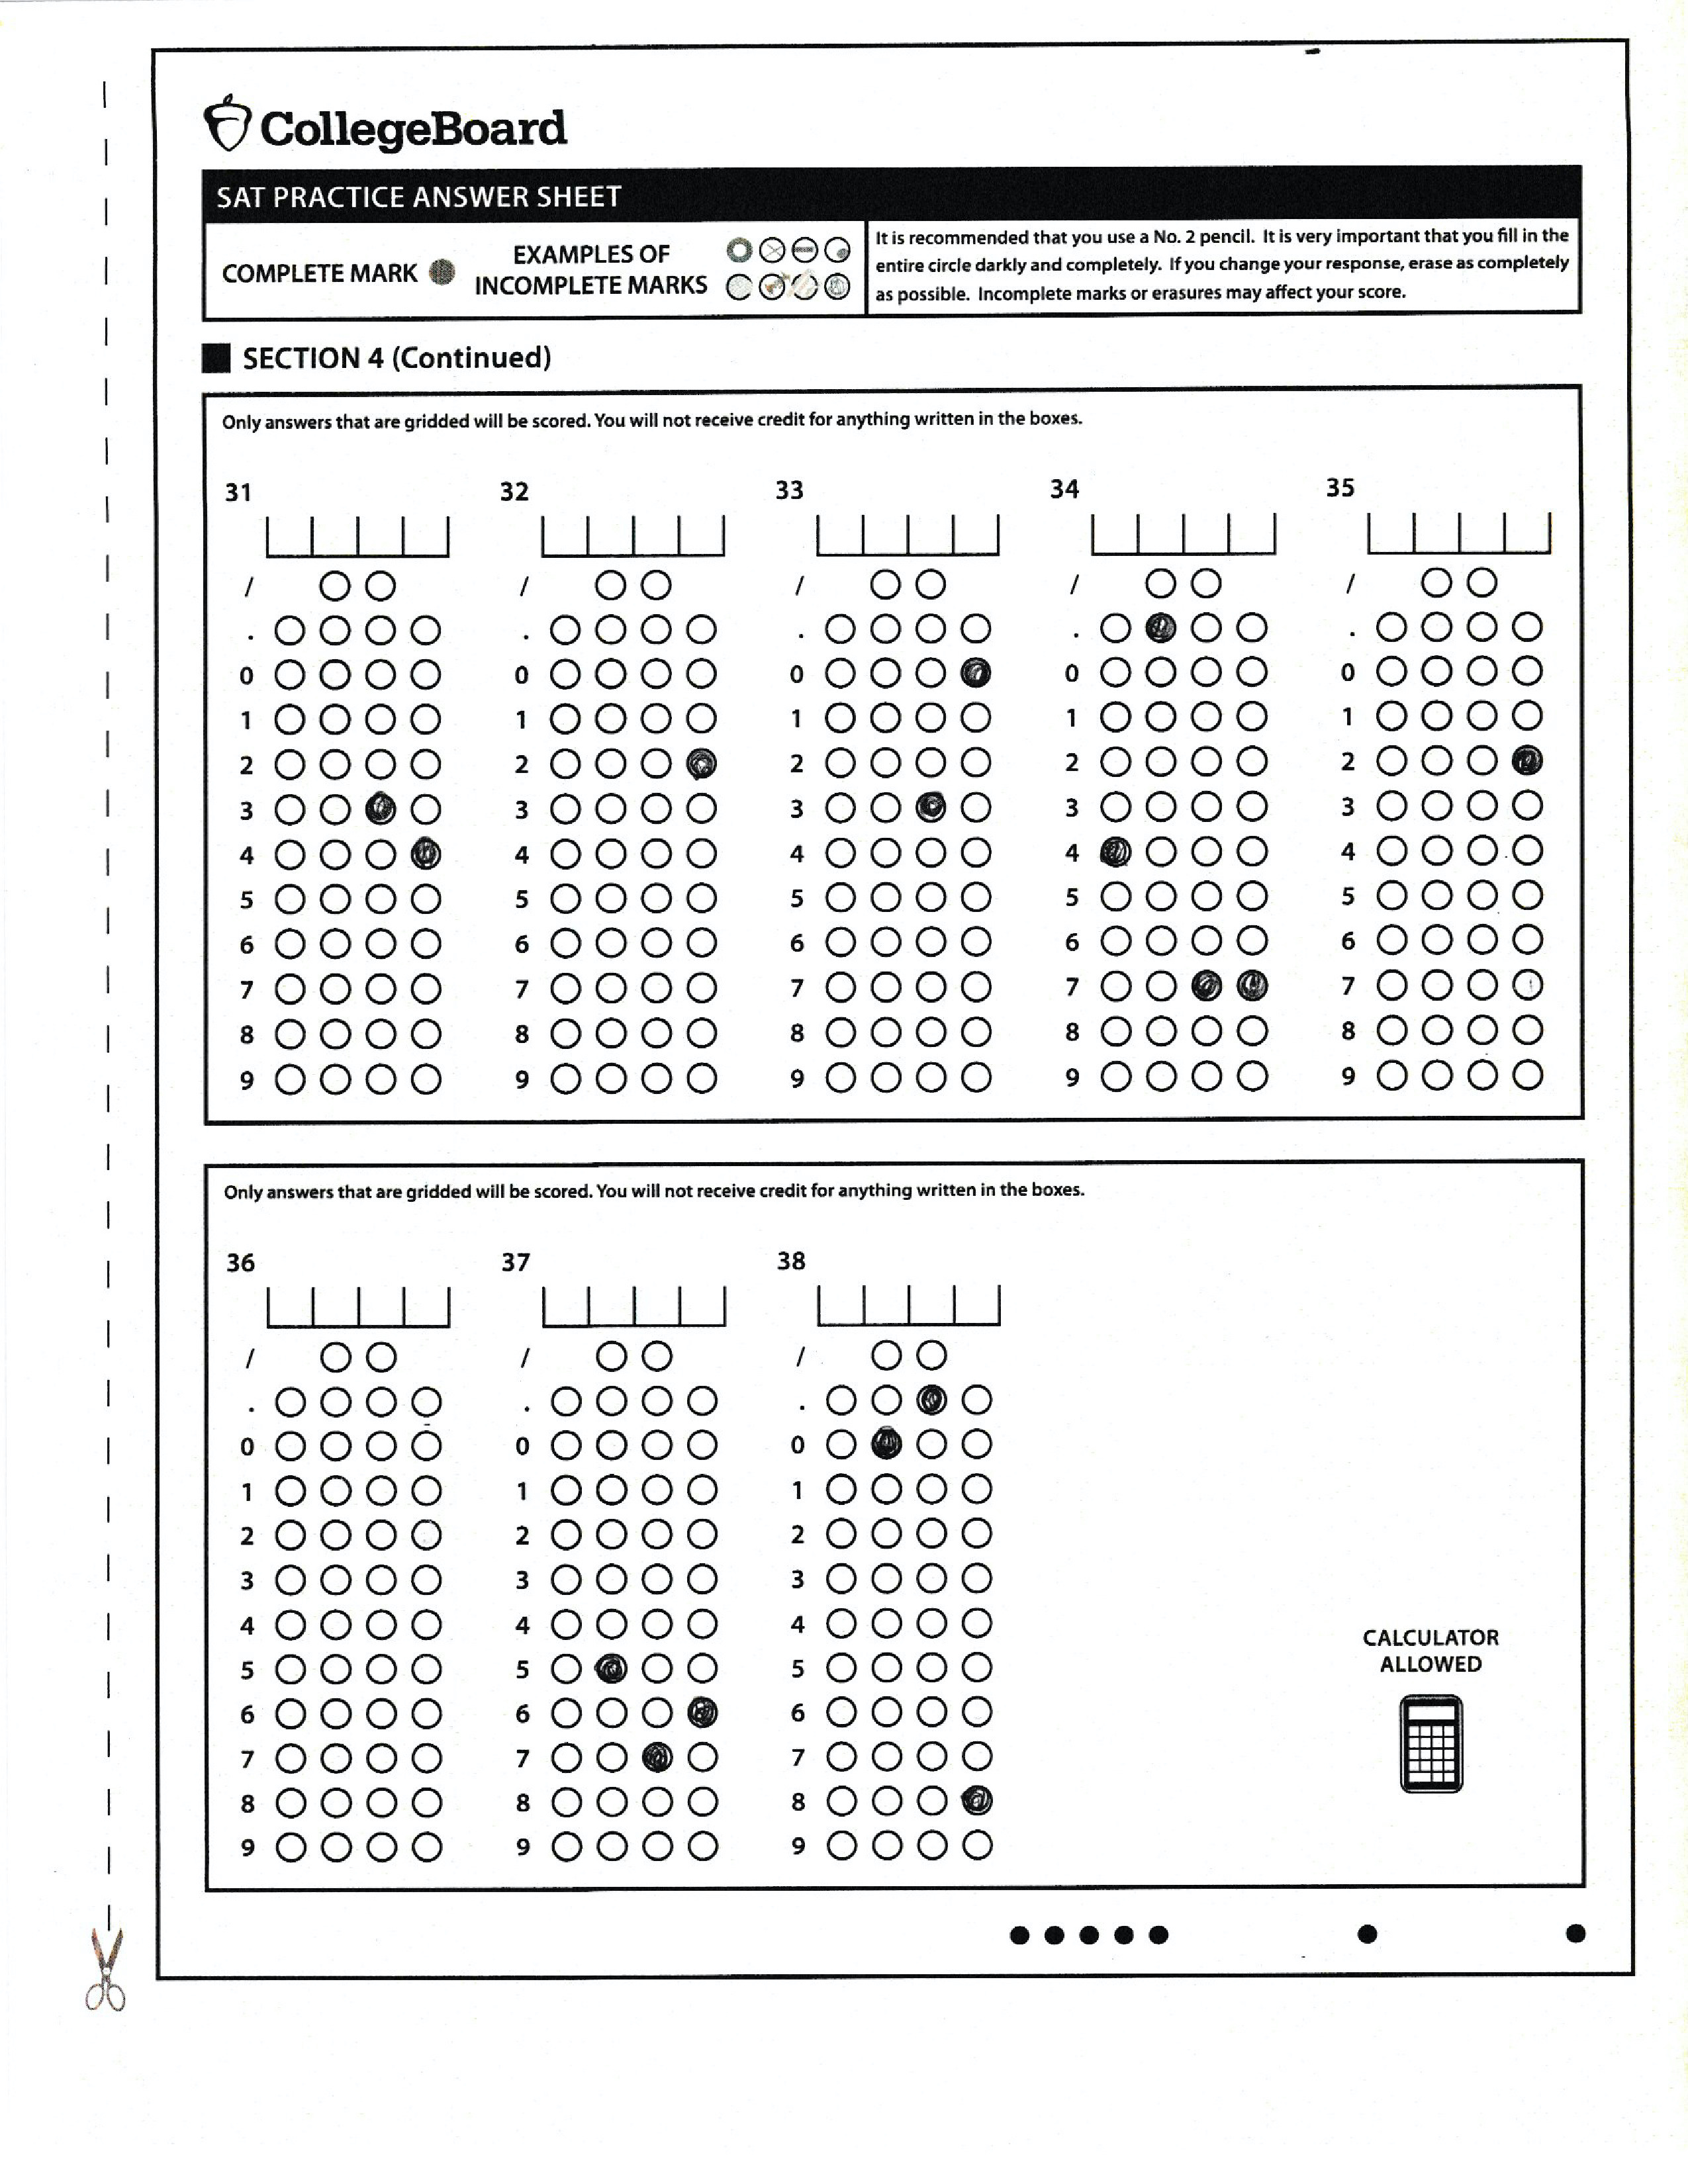 CollegeBoard
SAT PRACTICE ANSWER SHEET
COMPLETE MARK
EXAMPLES OF
INCOMPLETE MARKS
It is recommended that you use a No. 2 pencil. It is very important that you fill in the
entire circle darkly and completely. If you change your response, erase as completely
as possible. Incomplete marks or erasures may affect your score.
SECTION 4 (Continued)
Only answers that are gridded will be scored. You will not receive credit for anything written in the boxes.
31 32 33 34 35
/ / / / /
. . . . .
0 0 0 0 0
1 1 1 1 1
2 2 2 2 2
3 3 3 3 3
4 4 4 4 4
5 5 5 5 5
6 6 6 6 6
7 7 7 7 7
8 8 8 8 8
9 9 9 9 9
Only answers that are gridded will be scored. You will not receive credit for anything written in the boxes.
36 37 38
/ / /
. . .
0 0 0
1 1 1
2 2 2
3 3 3
4 4 4
5 5 5
6 6 6
7 7 7
8 8 8
9 9 9
CALCULATOR
ALLOWED